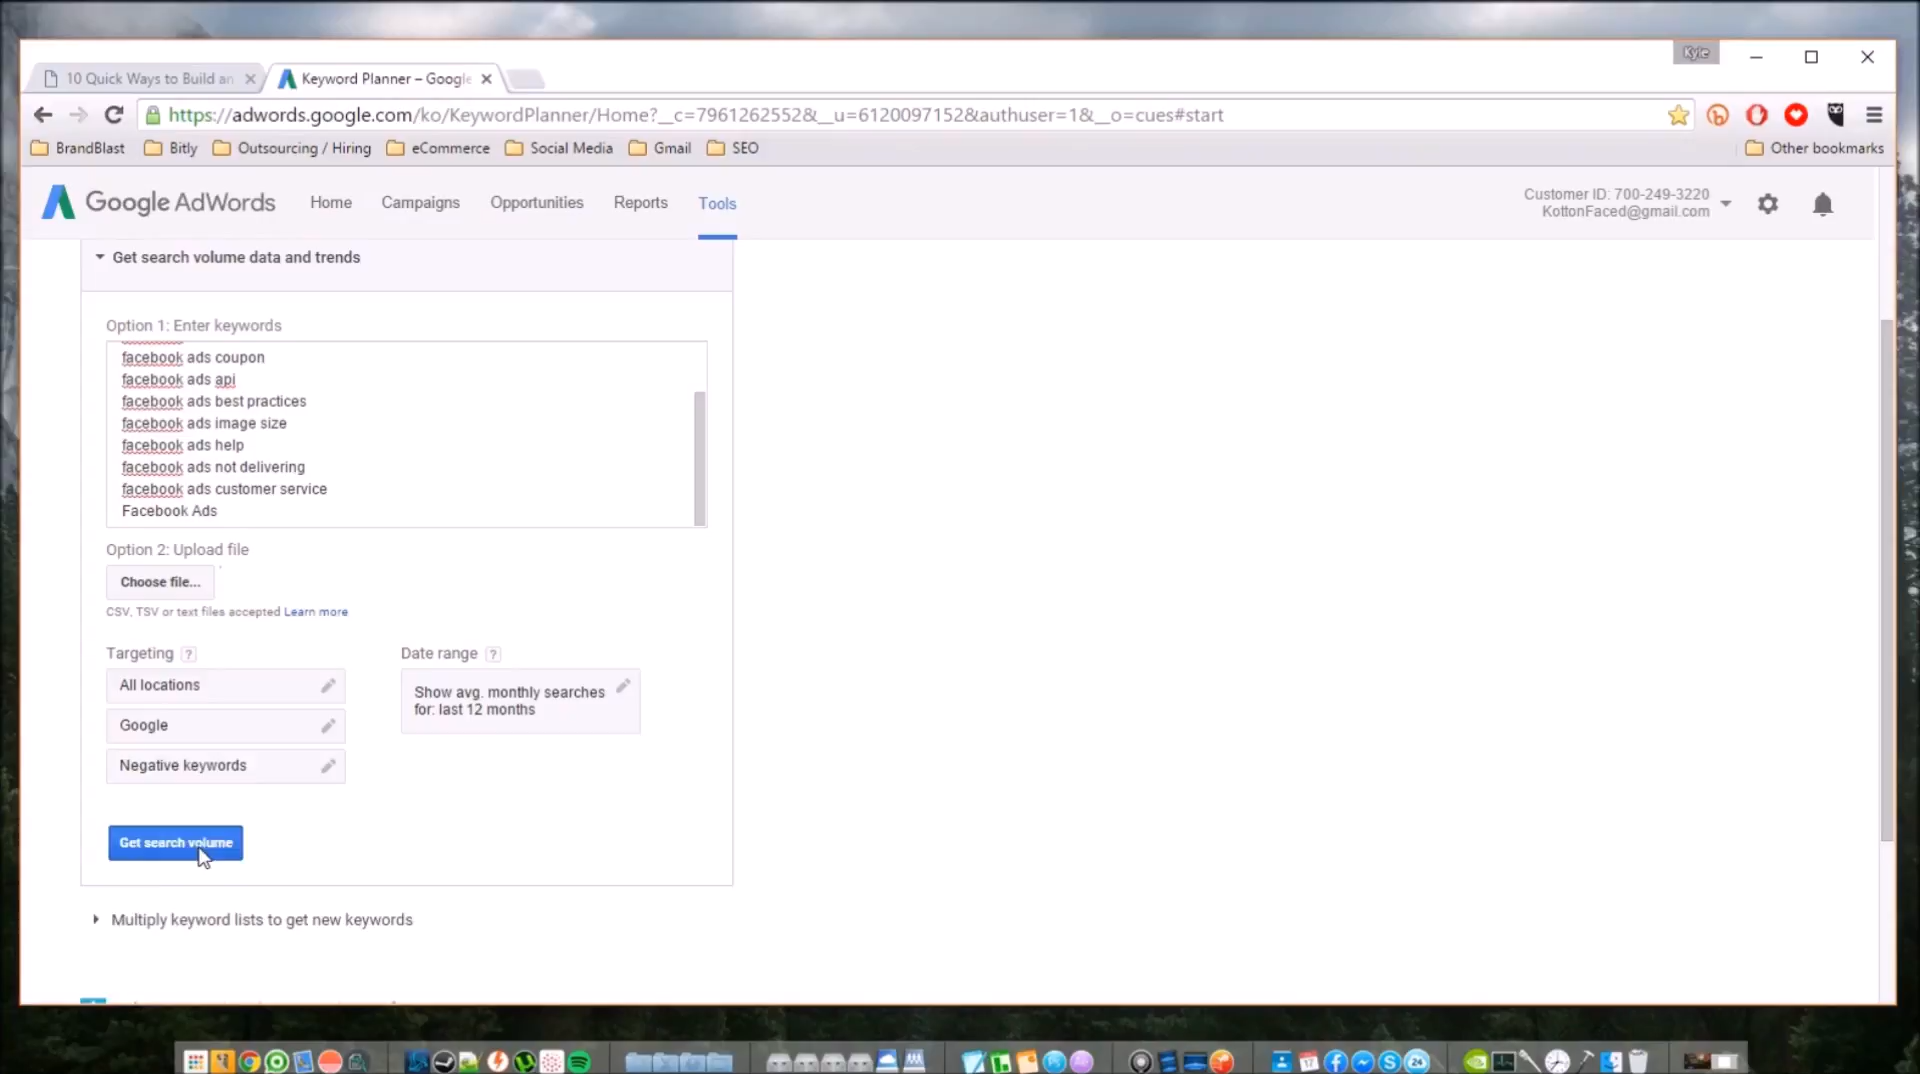 Kyle
10 Quick Ways to Build an
Keyword Planner – Google
https://adwords.google.com/ko/KeywordPlanner/Home?__c=7961262552&__u=6120097152&authuser=1&__o=cues#start
BrandBlast
Bitly
Outsourcing / Hiring
eCommerce
Social Media
Gmail
SEO
Other bookmarks
Google AdWords
Home
Campaigns
Opportunities
Reports
Tools
Customer ID: 700-249-3220
KottonFaced@gmail.com
Get search volume data and trends
Option 1: Enter keywords
facebook ads coupon
facebook ads api
facebook ads best practices
facebook ads image size
facebook ads help
facebook ads not delivering
facebook ads customer service
Facebook Ads
Option 2: Upload file
Choose file...
CSV, TSV or text files accepted Learn more
Targeting ?
Date range ?
All locations
Show avg. monthly searches
for: last 12 months
Google
Negative keywords
Get search volume
Multiply keyword lists to get new keywords